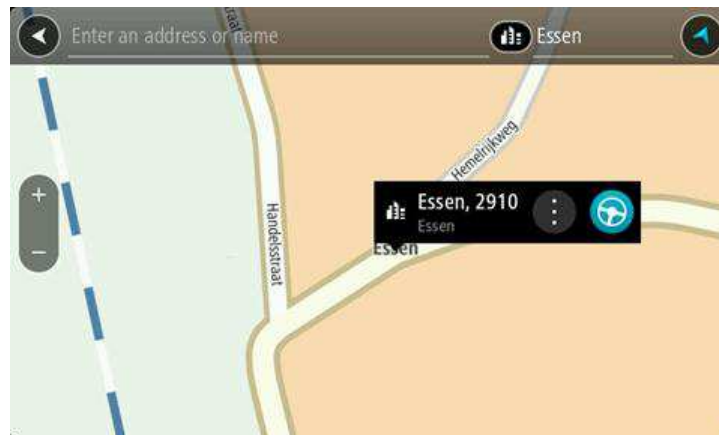 Enter an address or name
Essen
Hemelrijkweg
Essen, 2910
Essen
Essen
Handelsstraat